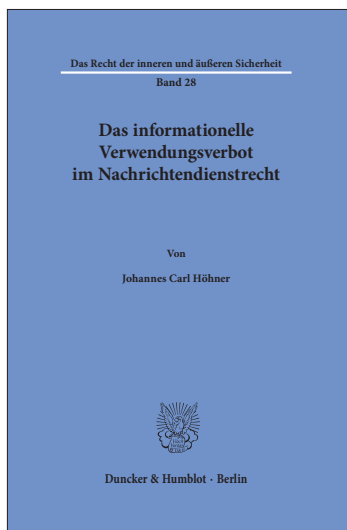 Das Recht der inneren und äußeren Sicherheit
Band 28
Das informationelle
Verwendungsverbot
im Nachrichtendienstrecht
Von
Johannes Carl Höhner
Duncker & Humblot · Berlin